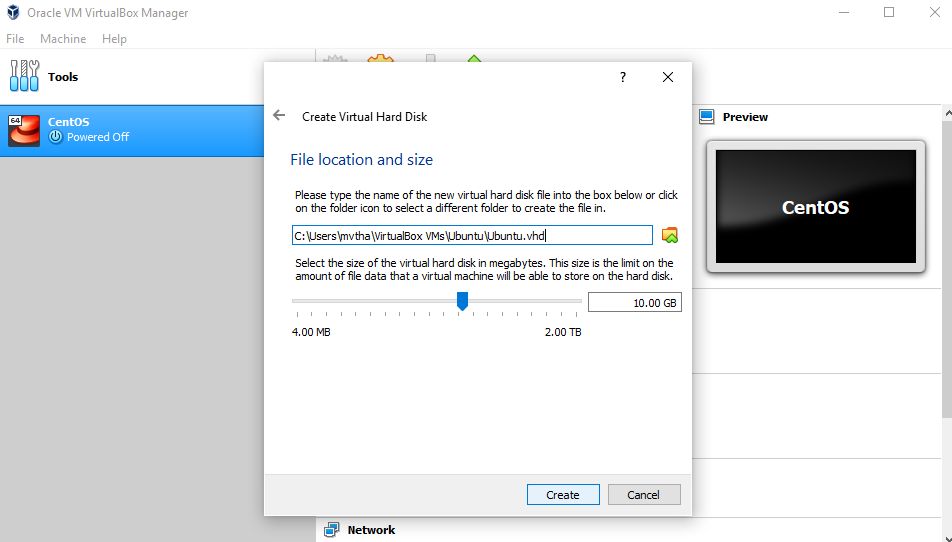 Oracle VM VirtualBox Manager
File Machine Help
Tools
64
CentOS
Powered Off
?
Create Virtual Hard Disk
File location and size
Please type the name of the new virtual hard disk file into the box below or click
on the folder icon to select a different folder to create the file in.
C:\Users\mvtha\VirtualBox VMs\Ubuntu\Ubuntu.vhd
Select the size of the virtual hard disk in megabytes. This size is the limit on the
amount of file data that a virtual machine will be able to store on the hard disk.
10.00 GB
4.00 MB 2.00 TB
Create Cancel
Preview
CentOS
Network